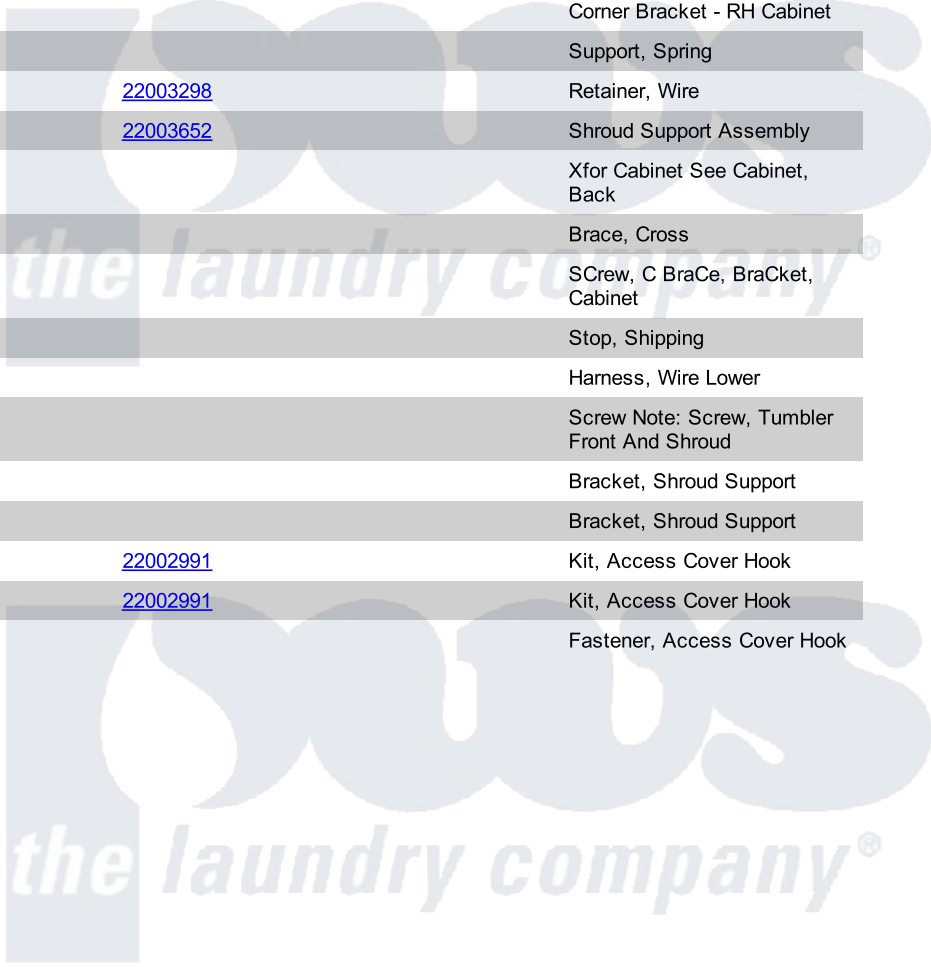 Corner Bracket - RH Cabinet
Support, Spring
22003298 Retainer, Wire
22003652 Shroud Support Assembly
Xfor Cabinet See Cabinet,
Back
Brace, Cross
the laundry company®
SCrew, C BraCe, BraCket,
Cabinet
Stop, Shipping
Harness, Wire Lower
Screw Note: Screw, Tumbler
Front And Shroud
Bracket, Shroud Support
Bracket, Shroud Support
22002991 Kit, Access Cover Hook
22002991 Kit, Access Cover Hook
Fastener, Access Cover Hook
pws
the laundry company®